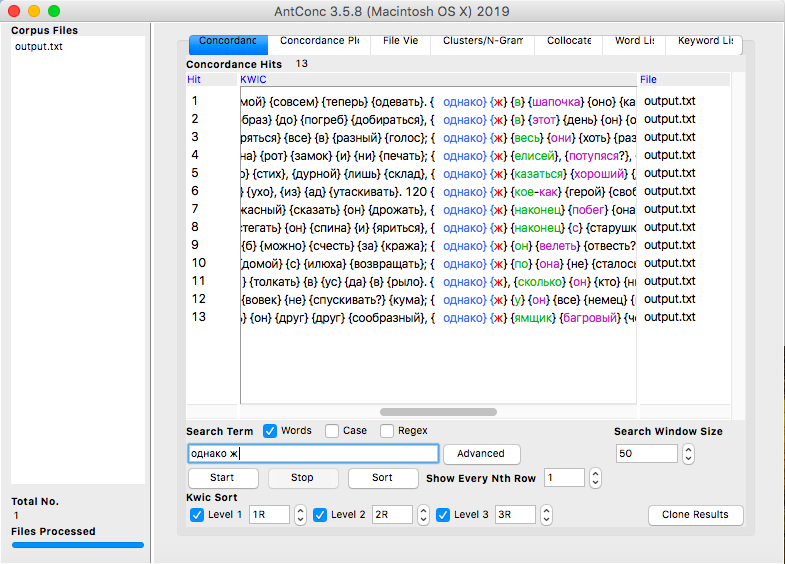 AntConc 3.5.8 (Macintosh OS X) 2019
Corpus Files
output.txt
Concordanc Concordance Plo File Vie Clusters/N-Gram Collocate Word Lis Keyword Lis
Concordance Hits 13
Hit KWIC File
1 мой} {совсем} {теперь} {одевать}. { однако} {ж} {в} {шапочка} {оно} {ка output.txt
2 образ} {до} {погреб} {добираться}, { однако} {ж} {в} {этот} {день} {он} {о output.txt
3 ряться} {все} {в} {разный} {голос}; { однако} {ж} {весь} {они} {хоть} {раз output.txt
4 на} {рот} {замок} {и} {ни} {печать}; { однако} {ж} {елисей}, {потупяся?}, output.txt
5 } {стих}, {дурной} {лишь} {склад}, { однако} {ж} {казаться} {хороший} { output.txt
6 } {ухо}, {из} {ад} {утаскивать}. 120 { однако} {ж} {кое-как} {герой} {своб output.txt
7 жасный} {сказать} {он} {дрожать}, { однако} {ж} {наконец} {побег} {она output.txt
8 стегать} {он} {спина} {и} {яриться}, { однако} {ж} {наконец} {с} {старушк output.txt
9 {б} {можно} {счесть} {за} {кража}; { однако} {ж} {он} {велеть} {отвесть? output.txt
10 {домой} {с} {илюха} {возвращать}; { однако} {ж} {по} {она} {не} {сталось output.txt
11 } {толкать} {в} {ус} {да} {в} {рыло}. { однако} {ж}, {сколько} {он} {кто} {н output.txt
12 {вовек} {не} {спускивать?} {кума}; { однако} {ж} {у} {он} {все} {немец} { output.txt
13 } {он} {друг} {друг} {сообразный}, { однако} {ж} {ямщик} {багровый} {че output.txt
Search Term Words Case Regex Search Window Size
однако ж Advanced 50
Start Stop Sort Show Every Nth Row 1
Kwic Sort
Level 1 1R Level 2 2R Level 3 3R Clone Results
Total No.
1
Files Processed